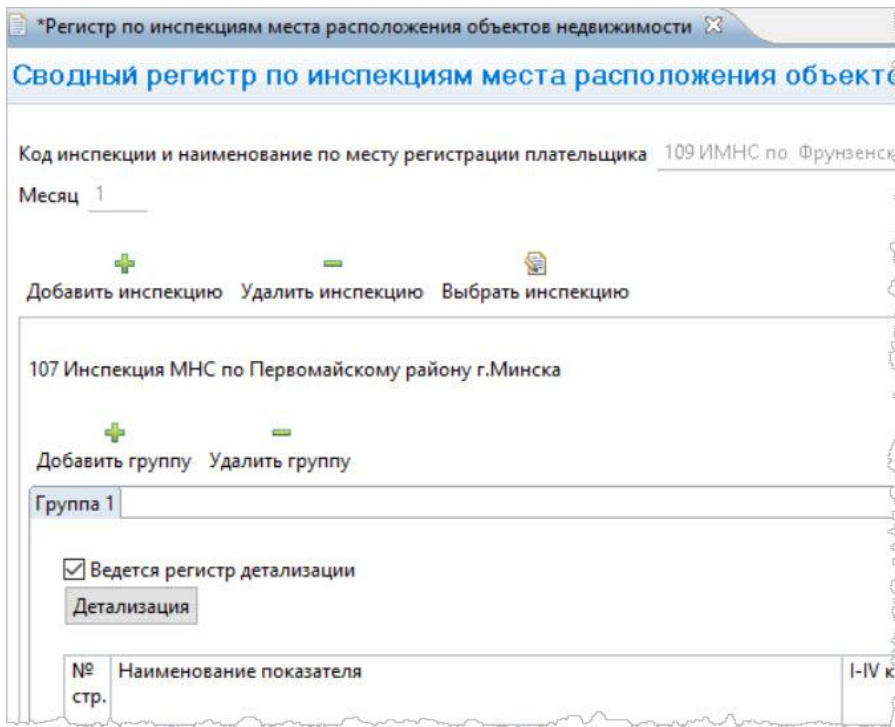 *Регистр по инспекциям места расположения объектов недвижимости
Сводный регистр по инспекциям места расположения
Код инспекции и наименование по месту регистрации плательщика 109 ИМНС по
Месяц 1
Добавить инспекцию Удалить инспекцию Выбрать инспекцию
107 Инспекция МНС по Первомайскому району г.Минска
Добавить группу Удалить группу
Группа 1
Ведется регистр детализации
Детализация
№ Наименование показателя I-IV
стр.